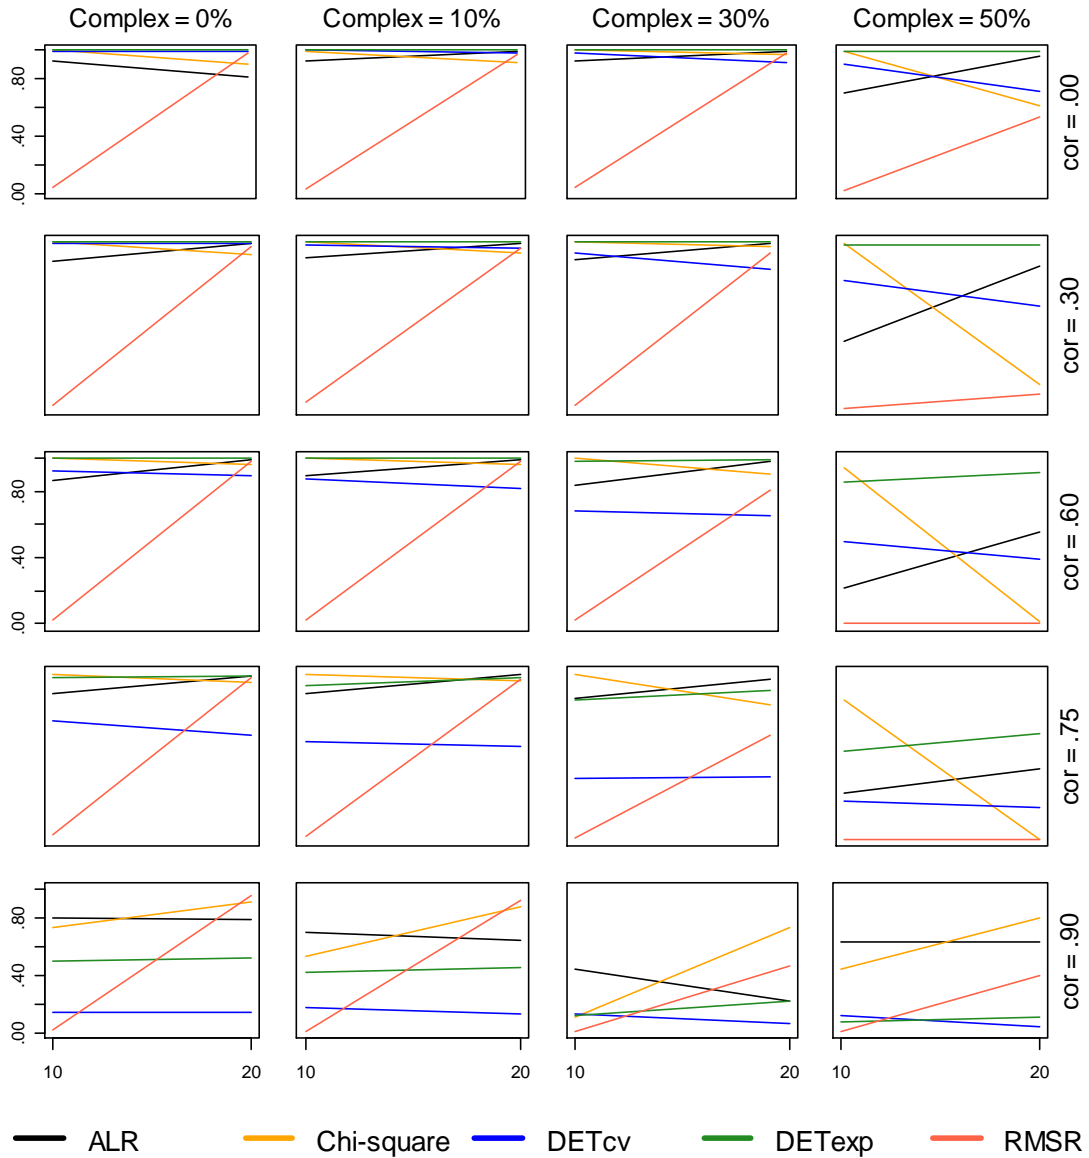 Complex = 0% Complex = 10% Complex = 30% Complex = 50%
.80
.40
.00
cor = .00
cor = .30
.80
.40
.00
cor = .60
cor = .75
.80
.40
.00
cor = .90
10 20 10 20 10 20 10 20
ALR Chi-square DETcv DETexp RMSR